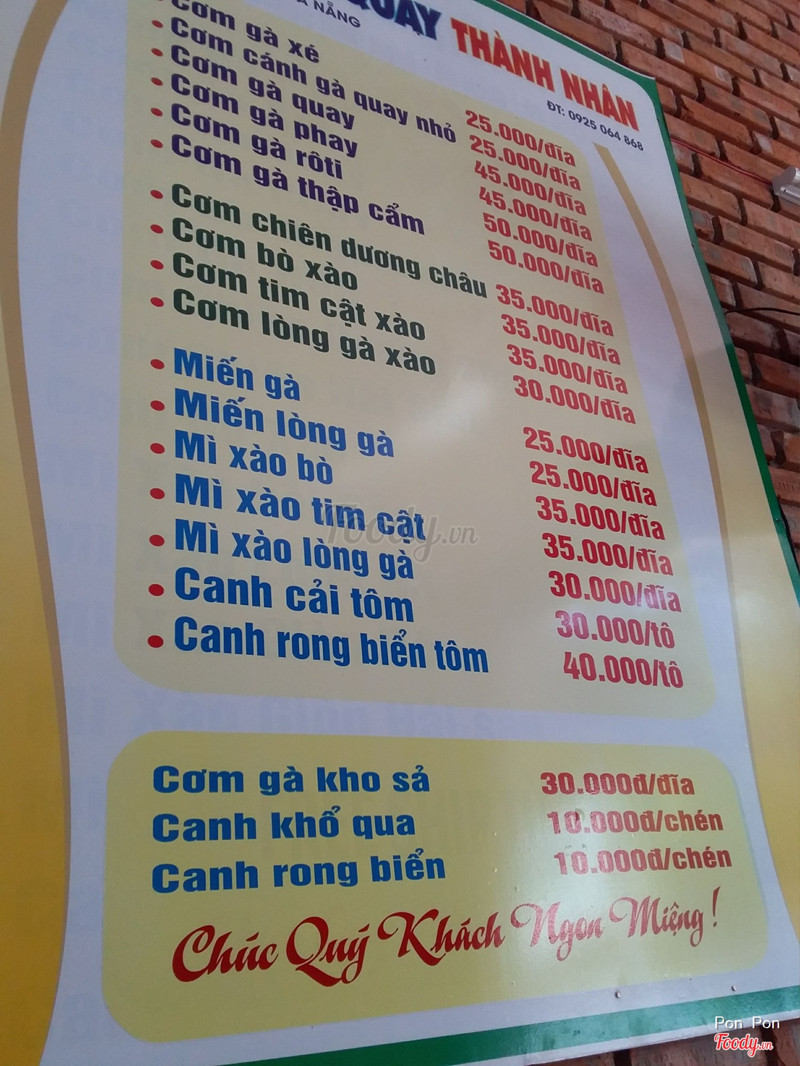 QUAY THÀNH NHÂN
NẴNG
ĐT: 0925 064 868
Cơm gà xé 25.000/đĩa
Cơm cánh gà quay nhỏ 25.000/đĩa
Cơm gà quay 45.000/đĩa
Cơm gà phay 45.000/đĩa
Cơm gà rôti 50.000/đĩa
Cơm gà thập cẩm 50.000/đĩa
Cơm chiên dương châu 35.000/đĩa
Cơm bò xào 35.000/đĩa
Cơm tim cật xào 35.000/đĩa
Cơm lòng gà xào 30.000/đĩa
Miến gà 25.000/đĩa
Miến lòng gà 25.000/đĩa
Mì xào bò 35.000/đĩa
Mì xào tim cật 35.000/đĩa
Mì xào lòng gà 30.000/đĩa
Canh cải tôm 30.000/tô
Canh rong biển tôm 40.000/tô
Cơm gà kho sả 30.000đ/đĩa
Canh khổ qua 10.000đ/chén
Canh rong biển 10.000đ/chén
Chúc Quý Khách Ngon Miệng!
Foody.vn
Pon Pon
Foody.vn